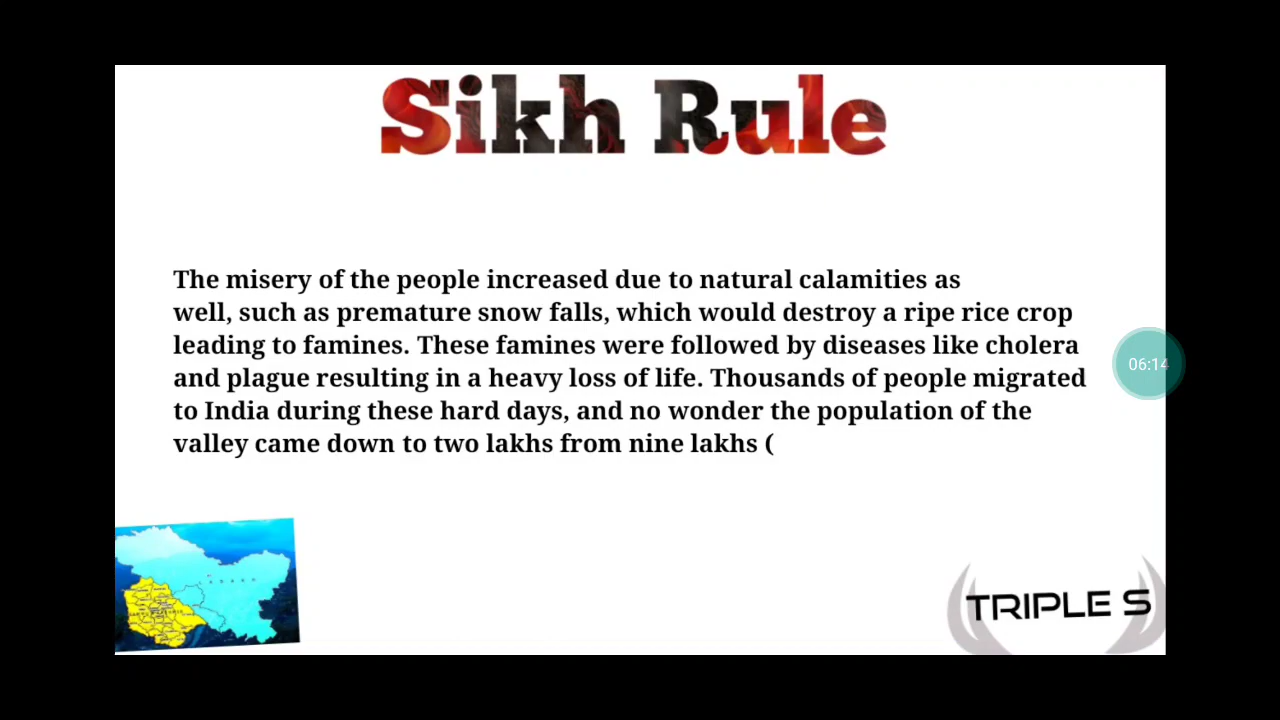 Sikh Rule
The misery of the people increased due to natural calamities as
well, such as premature snow falls, which would destroy a ripe rice crop
leading to famines. These famines were followed by diseases like cholera
and plague resulting in a heavy loss of life. Thousands of people migrated
to India during these hard days, and no wonder the population of the
valley came down to two lakhs from nine lakhs (
06:14
TRIPLE S